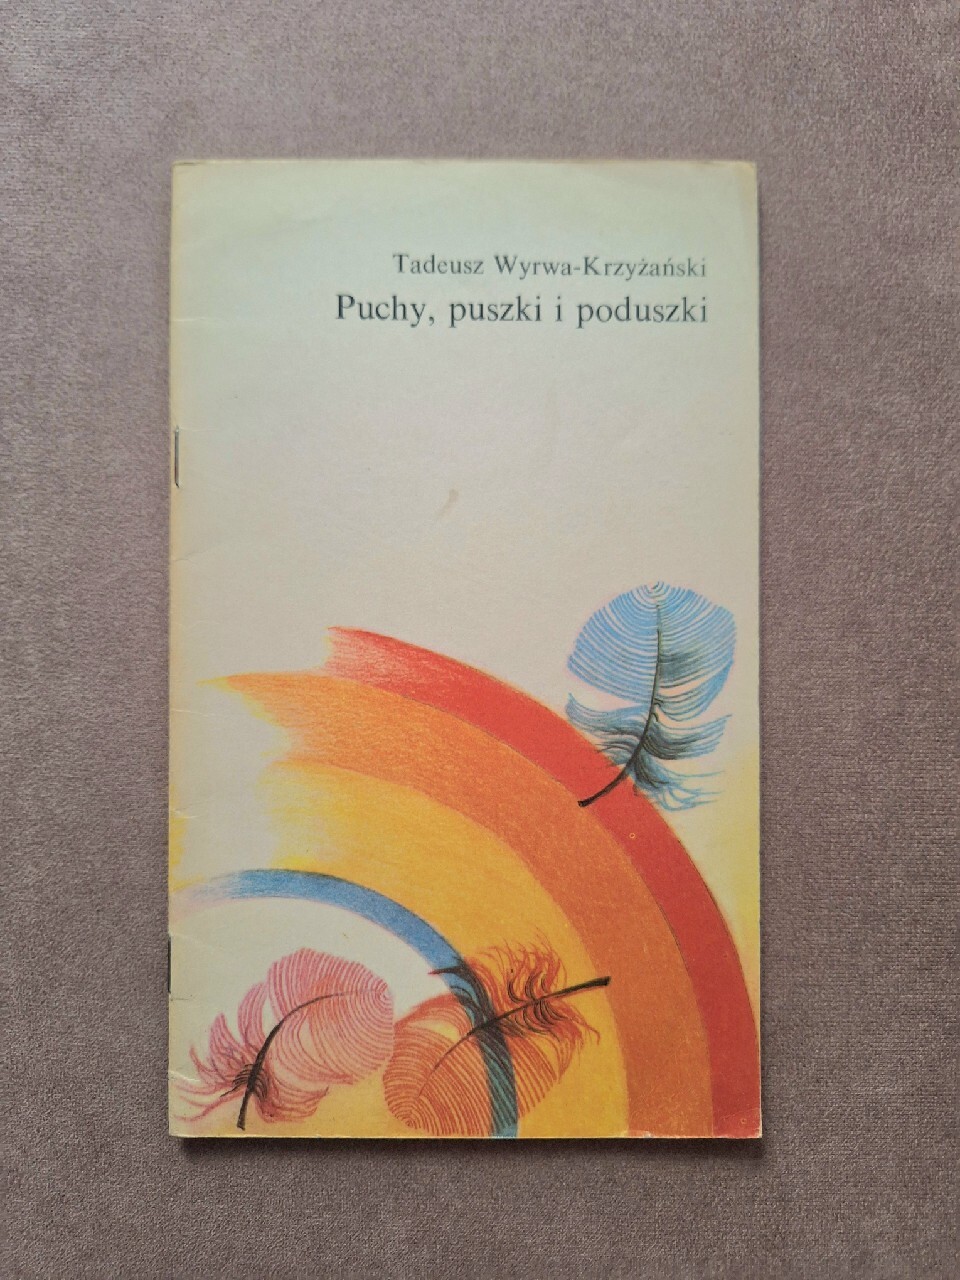 Tadeusz Wyrwa-Krzyżański
Puchy, puszki i poduszki